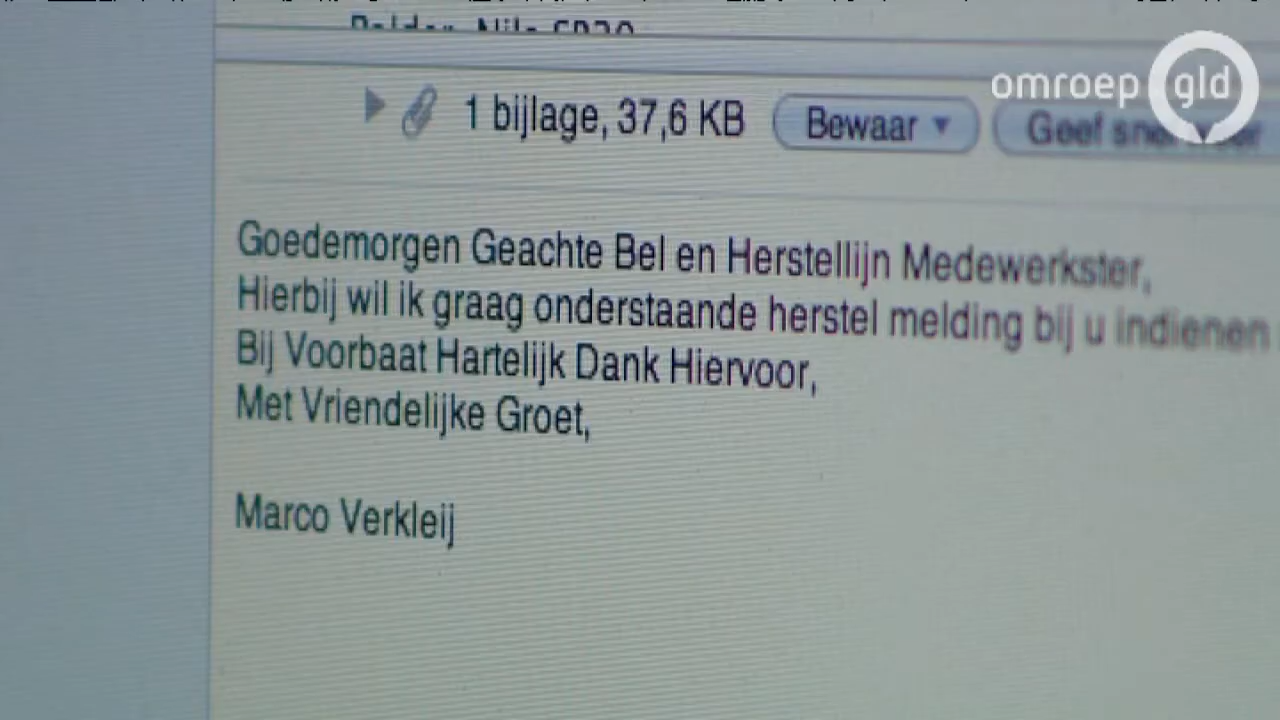 omroep gld
1 bijlage, 37,6 KB Bewaar Geef
Goedemorgen Geachte Bel en Herstellijn Medewerkster,
Hierbij wil ik graag onderstaande herstel melding bij u indienen
Bij Voorbaat Hartelijk Dank Hiervoor,
Met Vriendelijke Groet,
Marco Verkleij